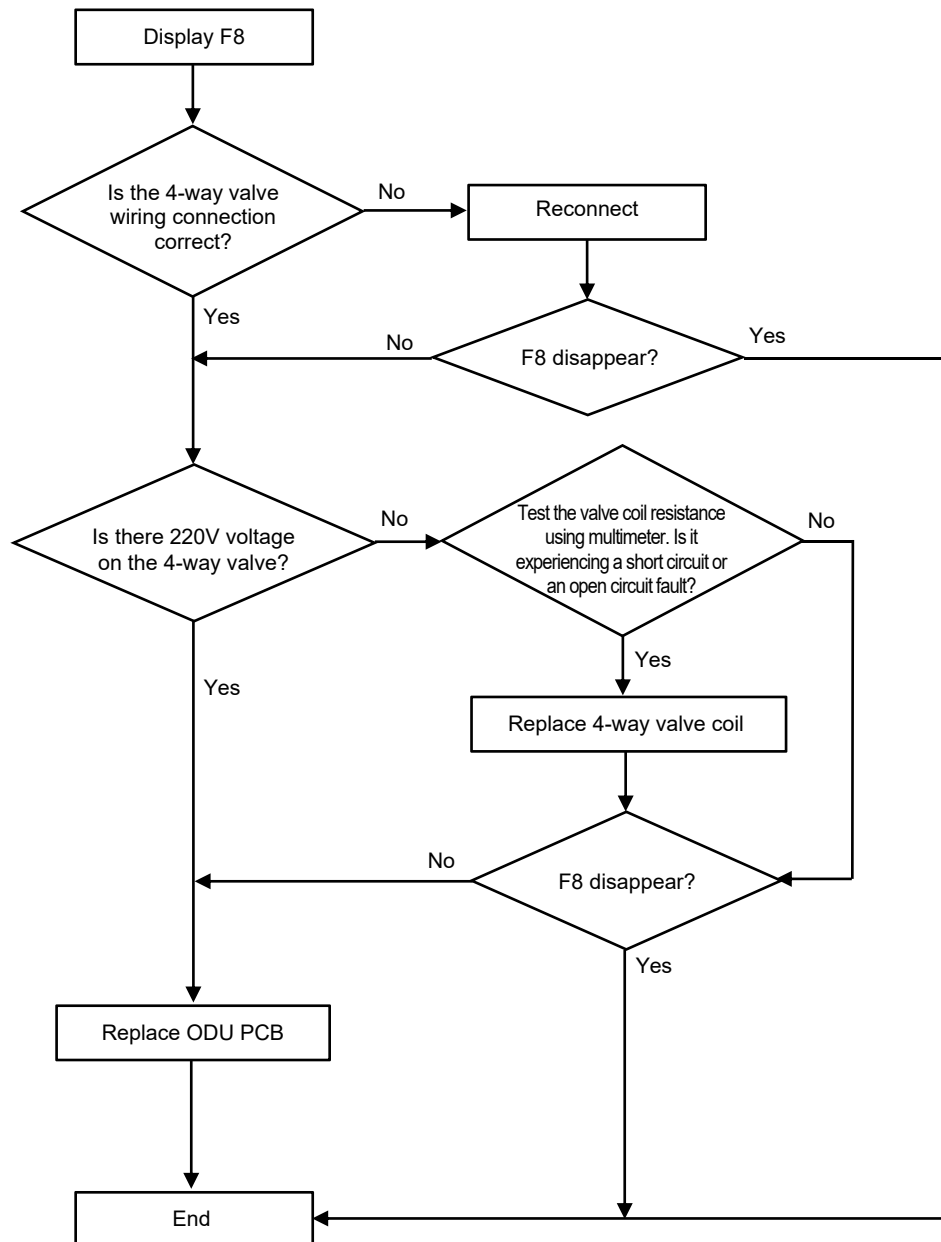 Display F8
Is the 4-way valve
wiring connection
correct?
No
Reconnect
Yes
No
F8 disappear?
Yes
Is there 220V voltage
on the 4-way valve?
No
Test the valve coil resistance
using multimeter. Is it
experiencing a short circuit or
an open circuit fault?
No
Yes
Yes
Replace 4-way valve coil
No
F8 disappear?
Yes
Replace ODU PCB
End